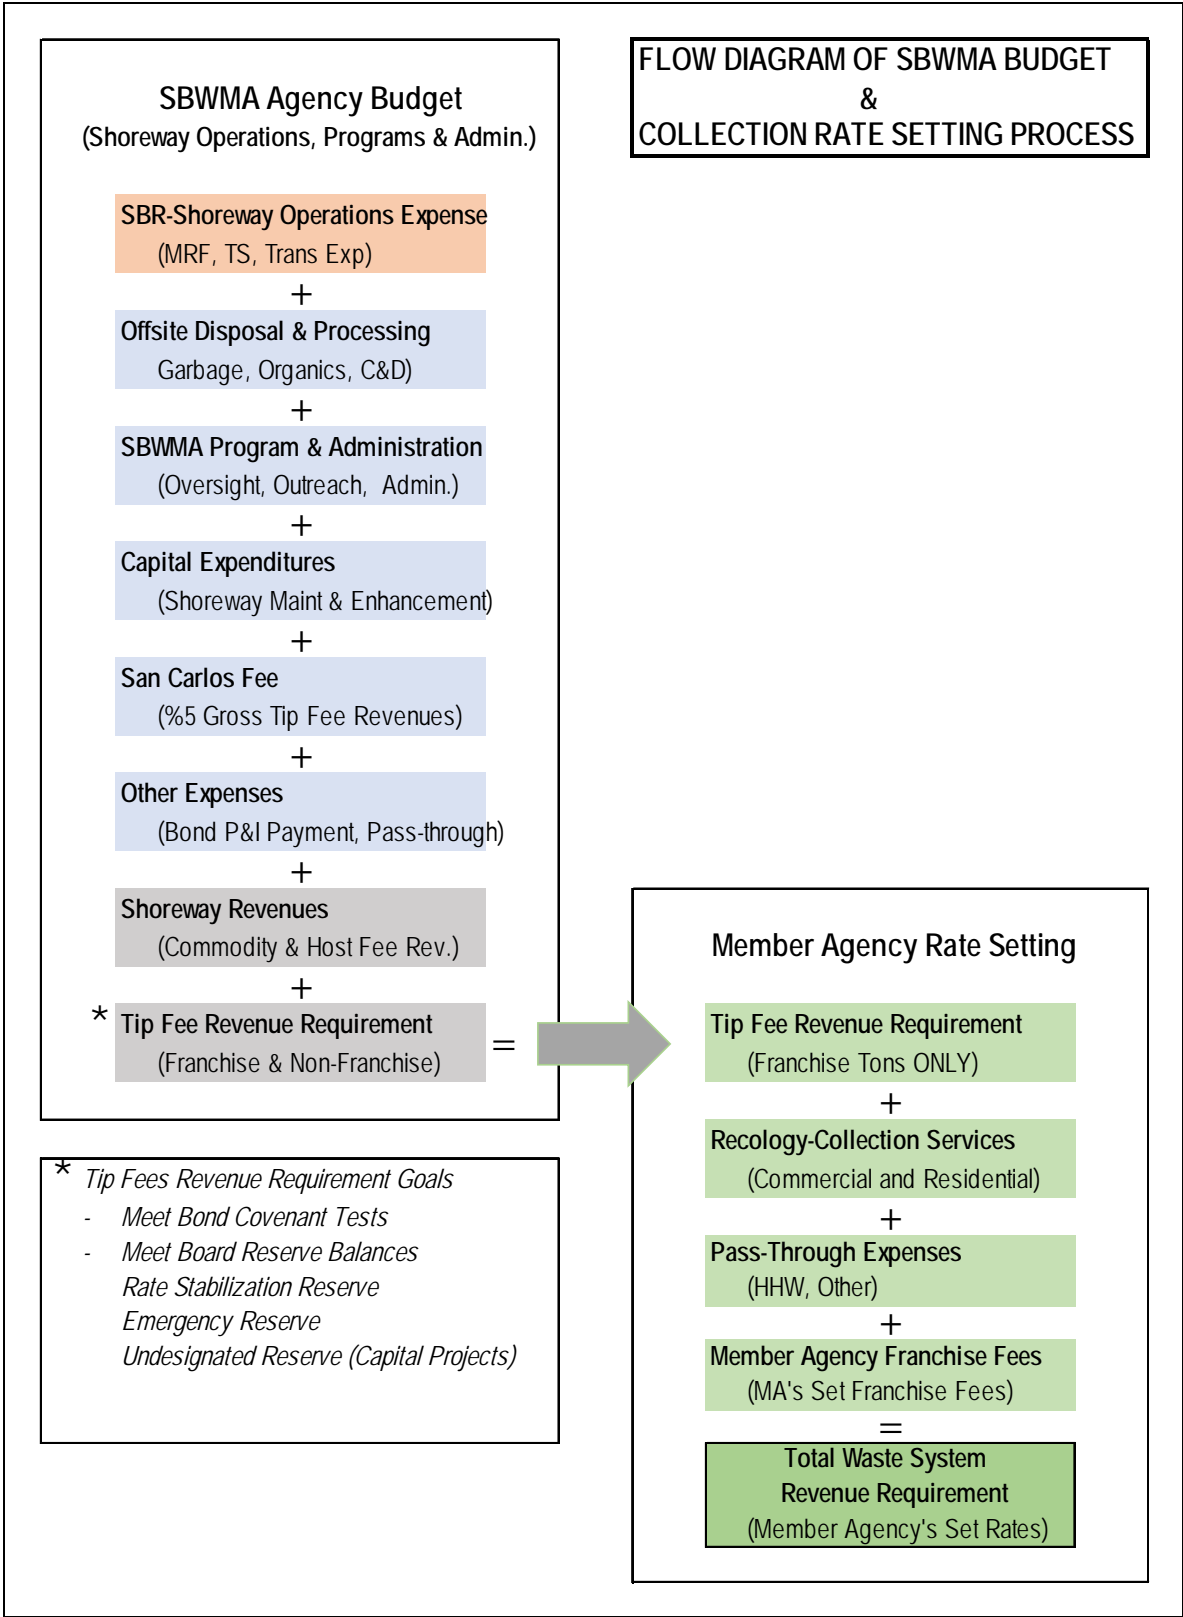 FLOW DIAGRAM OF SBWMA BUDGET
&
COLLECTION RATE SETTING PROCESS
SBWMA Agency Budget
(Shoreway Operations, Programs & Admin.)
SBR-Shoreway Operations Expense
(MRF, TS, Trans Exp)
+
Offsite Disposal & Processing
Garbage, Organics, C&D)
+
SBWMA Program & Administration
(Oversight, Outreach, Admin.)
+
Capital Expenditures
(Shoreway Maint & Enhancement)
+
San Carlos Fee
(%5 Gross Tip Fee Revenues)
+
Other Expenses
(Bond P&I Payment, Pass-through)
+
Shoreway Revenues
(Commodity & Host Fee Rev.)
+
* Tip Fee Revenue Requirement
(Franchise & Non-Franchise)
=
* Tip Fees Revenue Requirement Goals
- Meet Bond Covenant Tests
- Meet Board Reserve Balances
Rate Stabilization Reserve
Emergency Reserve
Undesignated Reserve (Capital Projects)
Member Agency Rate Setting
Tip Fee Revenue Requirement
(Franchise Tons ONLY)
+
Recology-Collection Services
(Commercial and Residential)
+
Pass-Through Expenses
(HHW, Other)
+
Member Agency Franchise Fees
(MA's Set Franchise Fees)
=
Total Waste System
Revenue Requirement
(Member Agency's Set Rates)